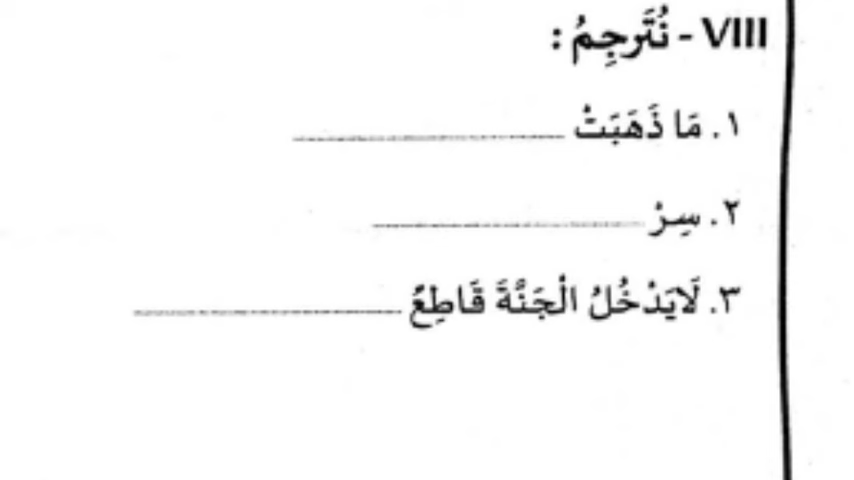 VIII - نُتَرجِمُ :
١. مَا ذَهَبَتْ
٢. سِرْ
٣. لَايَدْخُلُ الْجَنَّةَ قَاطِعٌ